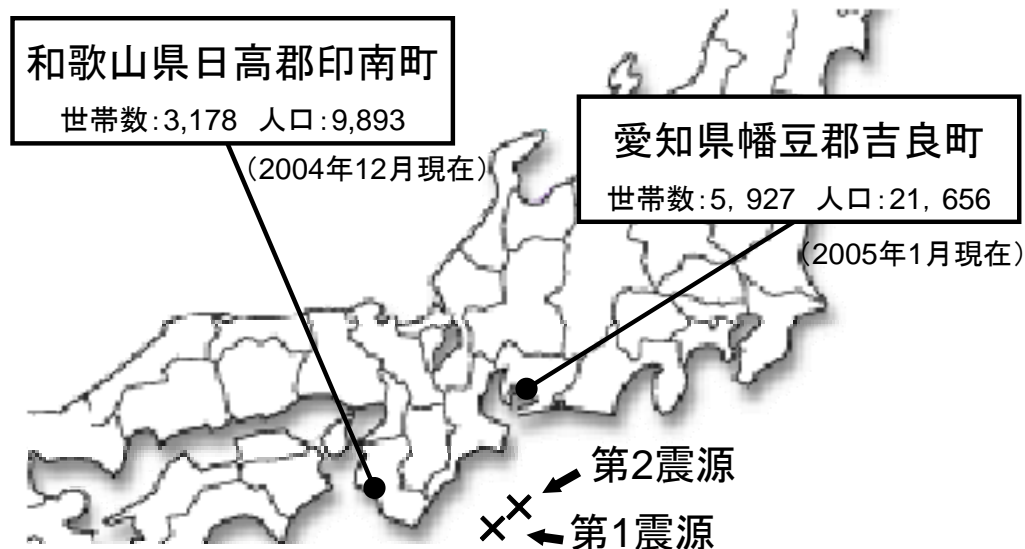 和歌山県日高郡印南町
世帯数:3,178 人口:9,893
(2004年12月現在)
愛知県幡豆郡吉良町
世帯数:5, 927 人口:21, 656
(2005年1月現在)
第2震源
第1震源